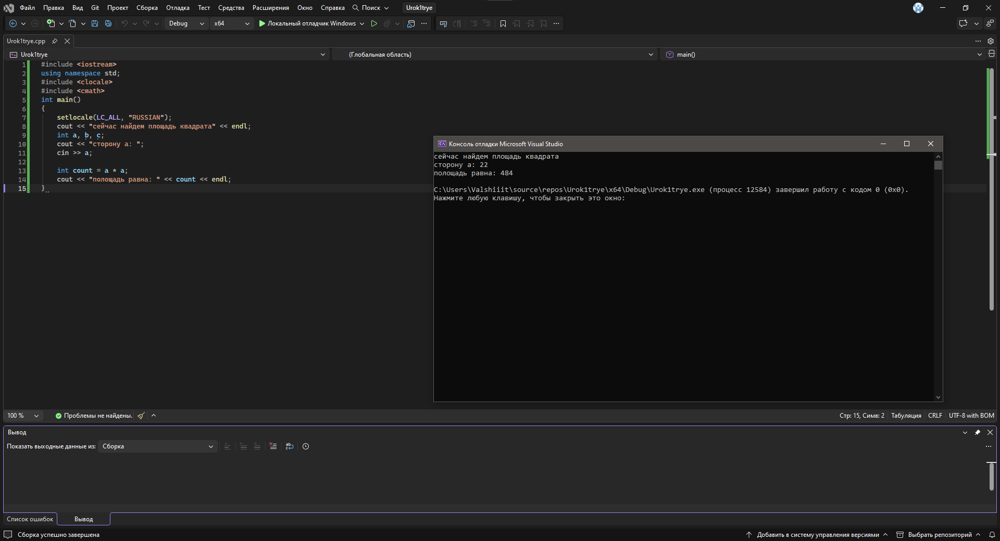 Файл Правка Вид Git Проект Сборка Отладка Тест Средства Расширения Окно Справка Поиск Urok1trye
Debug x64 Локальный отладчик Windows
Urok1trye.cpp
Urok1trye (Глобальная область) main()
1 #include <iostream>
2 using namespace std;
3 #include <clocale>
4 #include <cmath>
5 int main()
6 {
7 setlocale(LC_ALL, "RUSSIAN");
8 cout << "сейчас найдем площадь квадрата" << endl;
9 int a, b, c;
10 cout << "сторону a: ";
11 cin >> a;
12
13 int count = a * a;
14 cout << "полощадь равна: " << count << endl;
15 }
Консоль отладки Microsoft Visual Studio
сейчас найдем площадь квадрата
сторону a: 22
полощадь равна: 484
C:\Users\Valshiiit\source\repos\Urok1trye\x64\Debug\Urok1trye.exe (процесс 12584) завершил работу с кодом 0 (0x0).
Нажмите любую клавишу, чтобы закрыть это окно:
100 % Проблемы не найдены. Стр: 15, Симв: 2 Табуляция CRLF UTF-8 with BOM
Вывод
Показать выходные данные из: Сборка
Список ошибок Вывод
Сборка успешно завершена Добавить в систему управления версиями Выбрать репозиторий